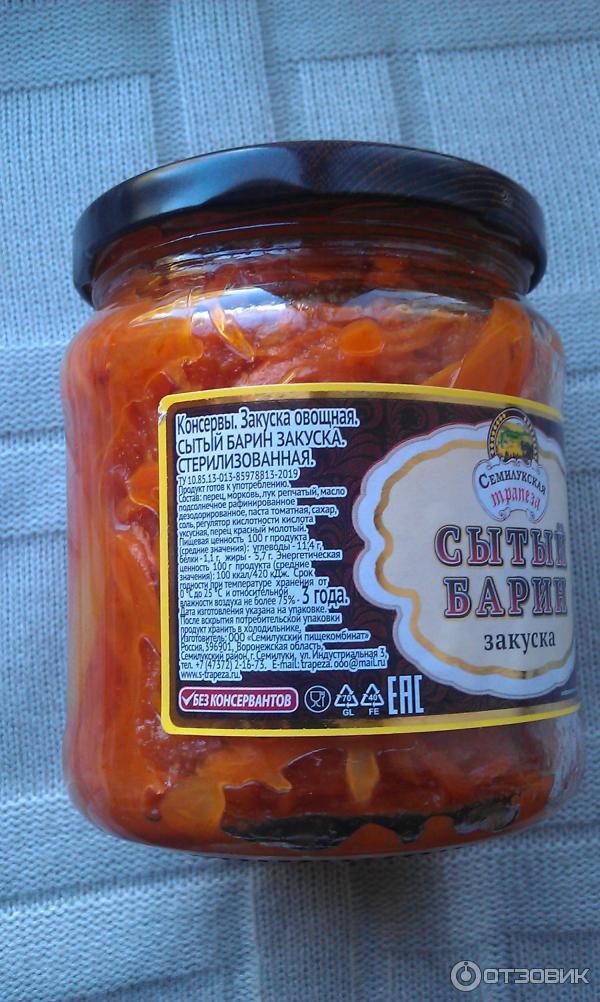 Консервы. Закуска овощная.
СЫТЫЙ БАРИН ЗАКУСКА.
СТЕРИЛИЗОВАННАЯ.
ТУ 10.85.13-013-85978813-2019
Продукт готов к употреблению.
Состав: перец, морковь, лук репчатый, масло
подсолнечное рафинированное
дезодорированное, паста томатная, сахар,
соль, регулятор кислотности кислота
уксусная, перец красный молотый.
Пищевая ценность 100 г продукта
(средние значения): углеводы - 11,4 г,
белки - 1,1 г, жиры - 5,7 г. Энергетическая
ценность 100 г продукта (средние
значения): 100 ккал/420 кДж. Срок
годности при температуре хранения от
0 °С до 25 °С и относительной
влажности воздуха не более 75% - 3 года.
Дата изготовления указана на упаковке.
После вскрытия потребительской упаковки
продукт хранить в холодильнике.
Изготовитель: ООО «Семилукский пищекомбинат»
Россия, 396901, Воронежская область,
Семилукский район, г. Семилуки, ул. Индустриальная 3,
тел. +7 (47372) 2-16-73. E-mail: trapeza.ooo@mail.ru
www.s-trapeza.ru
БЕЗ КОНСЕРВАНТОВ
70
GL
40
FE
ЕАС
СЕМИЛУКСКАЯ
трапеза
СЫТЫЙ
БАРИН
закуска
ОТЗОВИК